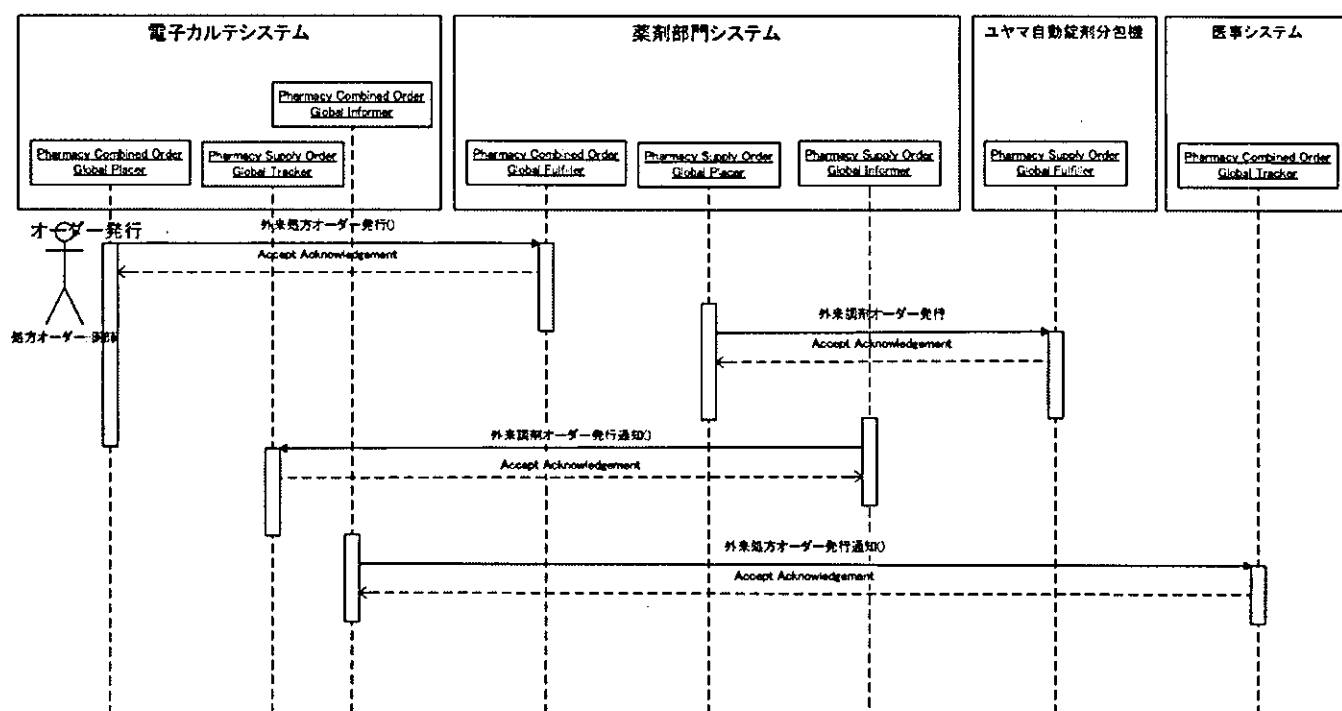 電子カルテシステム
薬剤部門システム
ユヤマ自動錠剤分包機
医事システム
Pharmacy Combined Order
Global Informer
Pharmacy Combined Order
Global Placer
Pharmacy Supply Order
Global Tracker
Pharmacy Combined Order
Global Fulfiller
Pharmacy Supply Order
Global Placer
Pharmacy Supply Order
Global Informer
Pharmacy Supply Order
Global Fulfiller
Pharmacy Combined Order
Global Tracker
オーダー発行
外来処方オーダー発行()
Accept Acknowledgement
処方オーダー
外来調剤オーダー発行
Accept Acknowledgement
外来調剤オーダー発行通知()
Accept Acknowledgement
外来処方オーダー発行通知()
Accept Acknowledgement